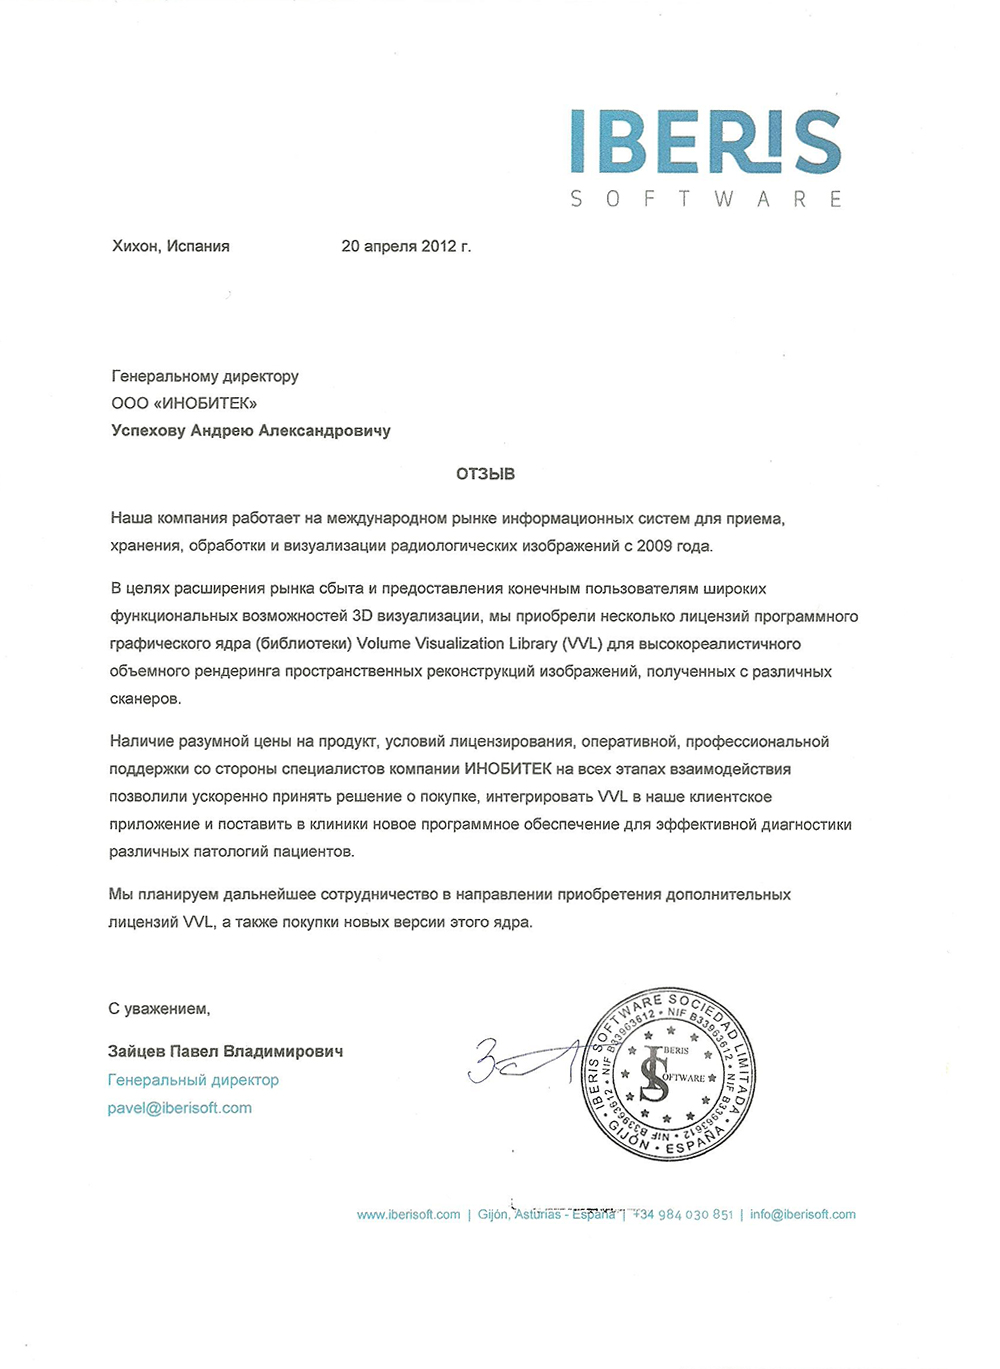 IBERIS
SOFTWARE
Хихон, Испания 20 апреля 2012 г.
Генеральному директору
ООО «ИНОБИТЕК»
Успехову Андрею Александровичу
ОТЗЫВ
Наша компания работает на международном рынке информационных систем для приема,
хранения, обработки и визуализации радиологических изображений с 2009 года.
В целях расширения рынка сбыта и предоставления конечным пользователям широких
функциональных возможностей 3D визуализации, мы приобрели несколько лицензий программного
графического ядра (библиотеки) Volume Visualization Library (VVL) для высокореалистичного
объемного рендеринга пространственных реконструкций изображений, полученных с различных
сканеров.
Наличие разумной цены на продукт, условий лицензирования, оперативной, профессиональной
поддержки со стороны специалистов компании ИНОБИТЕК на всех этапах взаимодействия
позволили ускоренно принять решение о покупке, интегрировать VVL в наше клиентское
приложение и поставить в клиники новое программное обеспечение для эффективной диагностики
различных патологий пациентов.
Мы планируем дальнейшее сотрудничество в направлении приобретения дополнительных
лицензий VVL, а также покупки новых версии этого ядра.
С уважением,
Зайцев Павел Владимирович
Генеральный директор
pavel@iberisoft.com
IBERIS SOFTWARE SOCIEDAD LIMITADA • GIJÓN • ESPAÑA •
NIF B33963612 • NIF B33963612 • NIF B33963612 • NIF B33963612 •
IBERIS
SOFTWARE
www.iberisoft.com | Gijón, Asturias - España | +34 984 030 851 | info@iberisoft.com